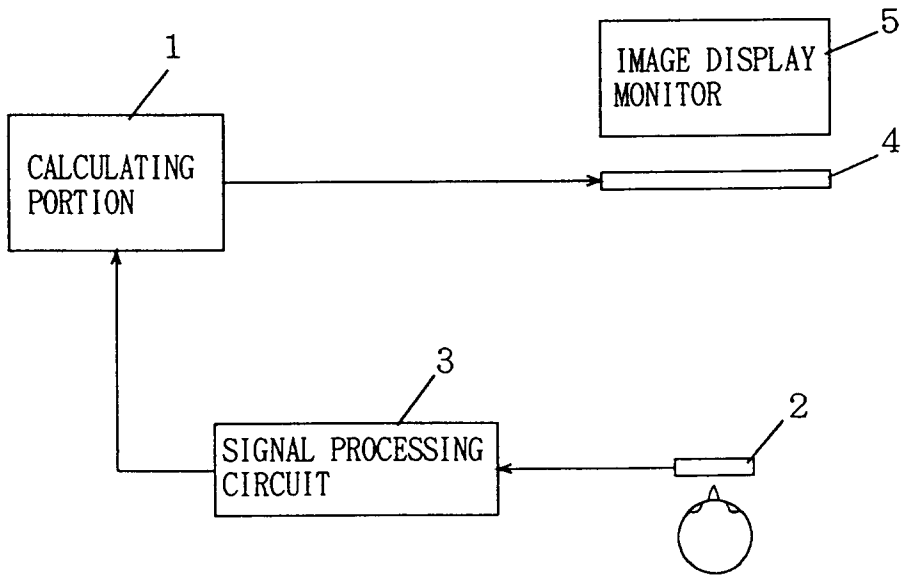 1
5
IMAGE DISPLAY
MONITOR
4
CALCULATING
PORTION
3
2
SIGNAL PROCESSING
CIRCUIT